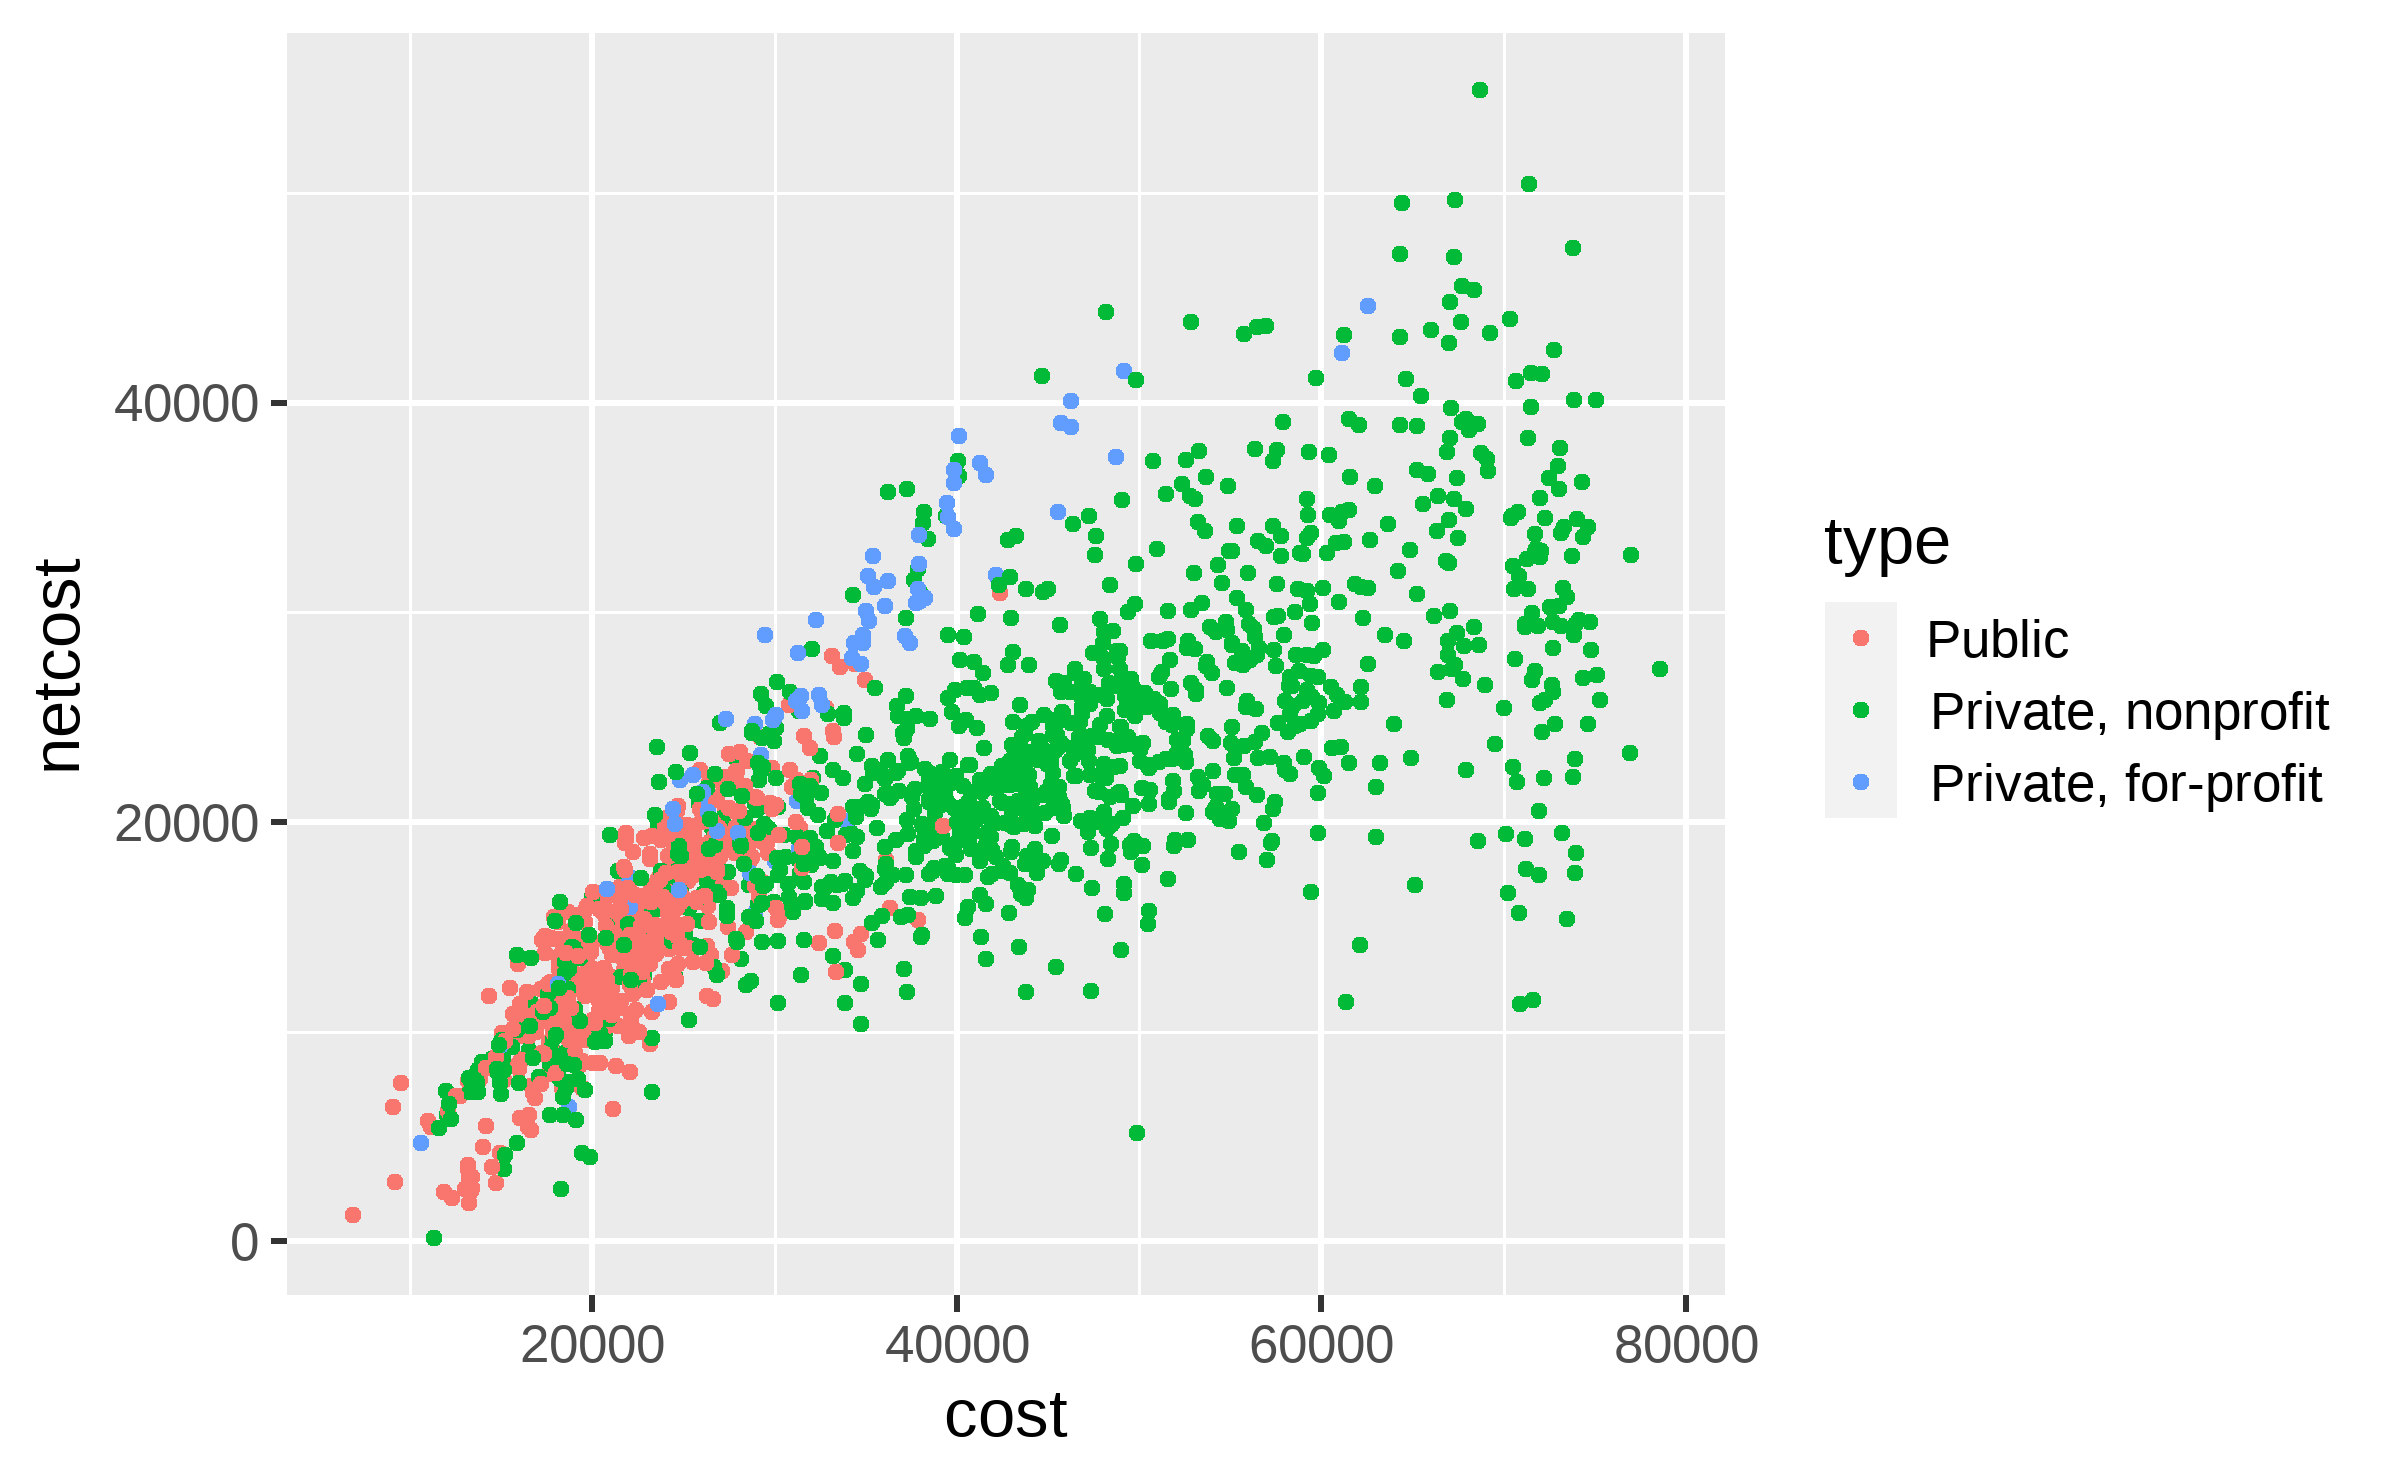 netcost
40000
20000
0
20000 40000 60000 80000
cost
type
Public
Private, nonprofit
Private, for-profit